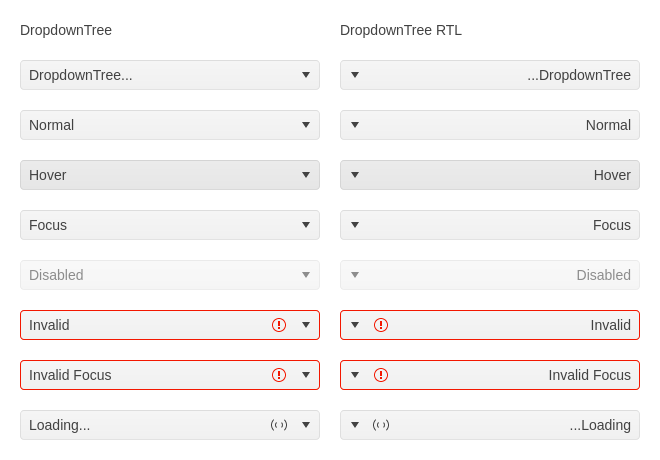 DropdownTree
DropdownTree...
Normal
Hover
Focus
Disabled
Invalid
Invalid Focus
Loading...
DropdownTree RTL
...DropdownTree
Normal
Hover
Focus
Disabled
Invalid
Invalid Focus
...Loading